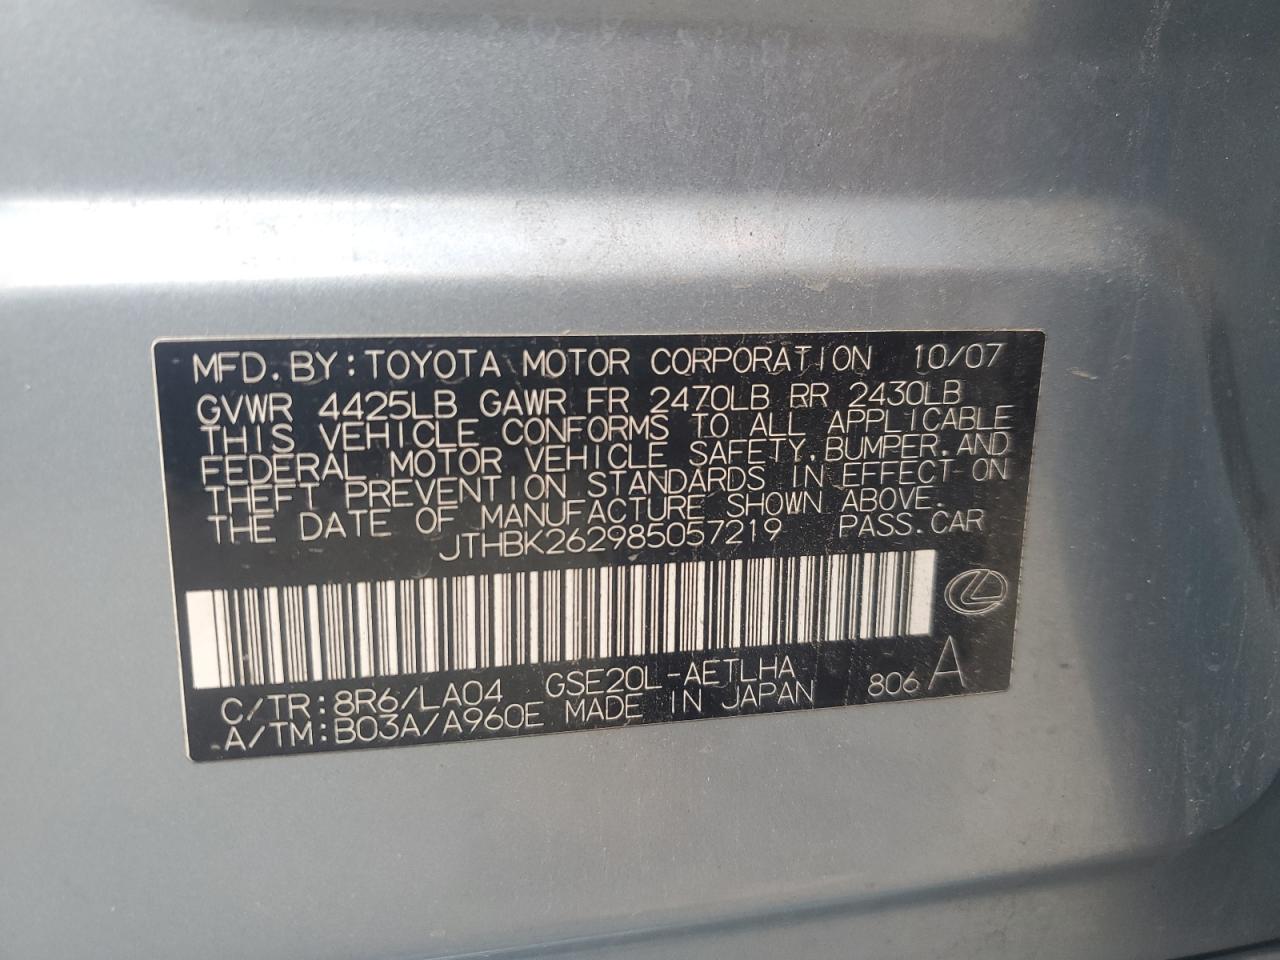 MFD. BY: TOYOTA MOTOR CORPORATION 10/07
GVWR 4425LB GAWR FR 2470LB RR 2430LB
THIS VEHICLE CONFORMS TO ALL APPLICABLE
FEDERAL MOTOR VEHICLE SAFETY, BUMPER, AND
THEFT PREVENTION STANDARDS IN EFFECT ON
THE DATE OF MANUFACTURE SHOWN ABOVE.
JTHBK262985057219 PASS. CAR
C/TR: 8R6/LA04 GSE20L-AETLHA 806 A
A/TM: B03A/A960E MADE IN JAPAN